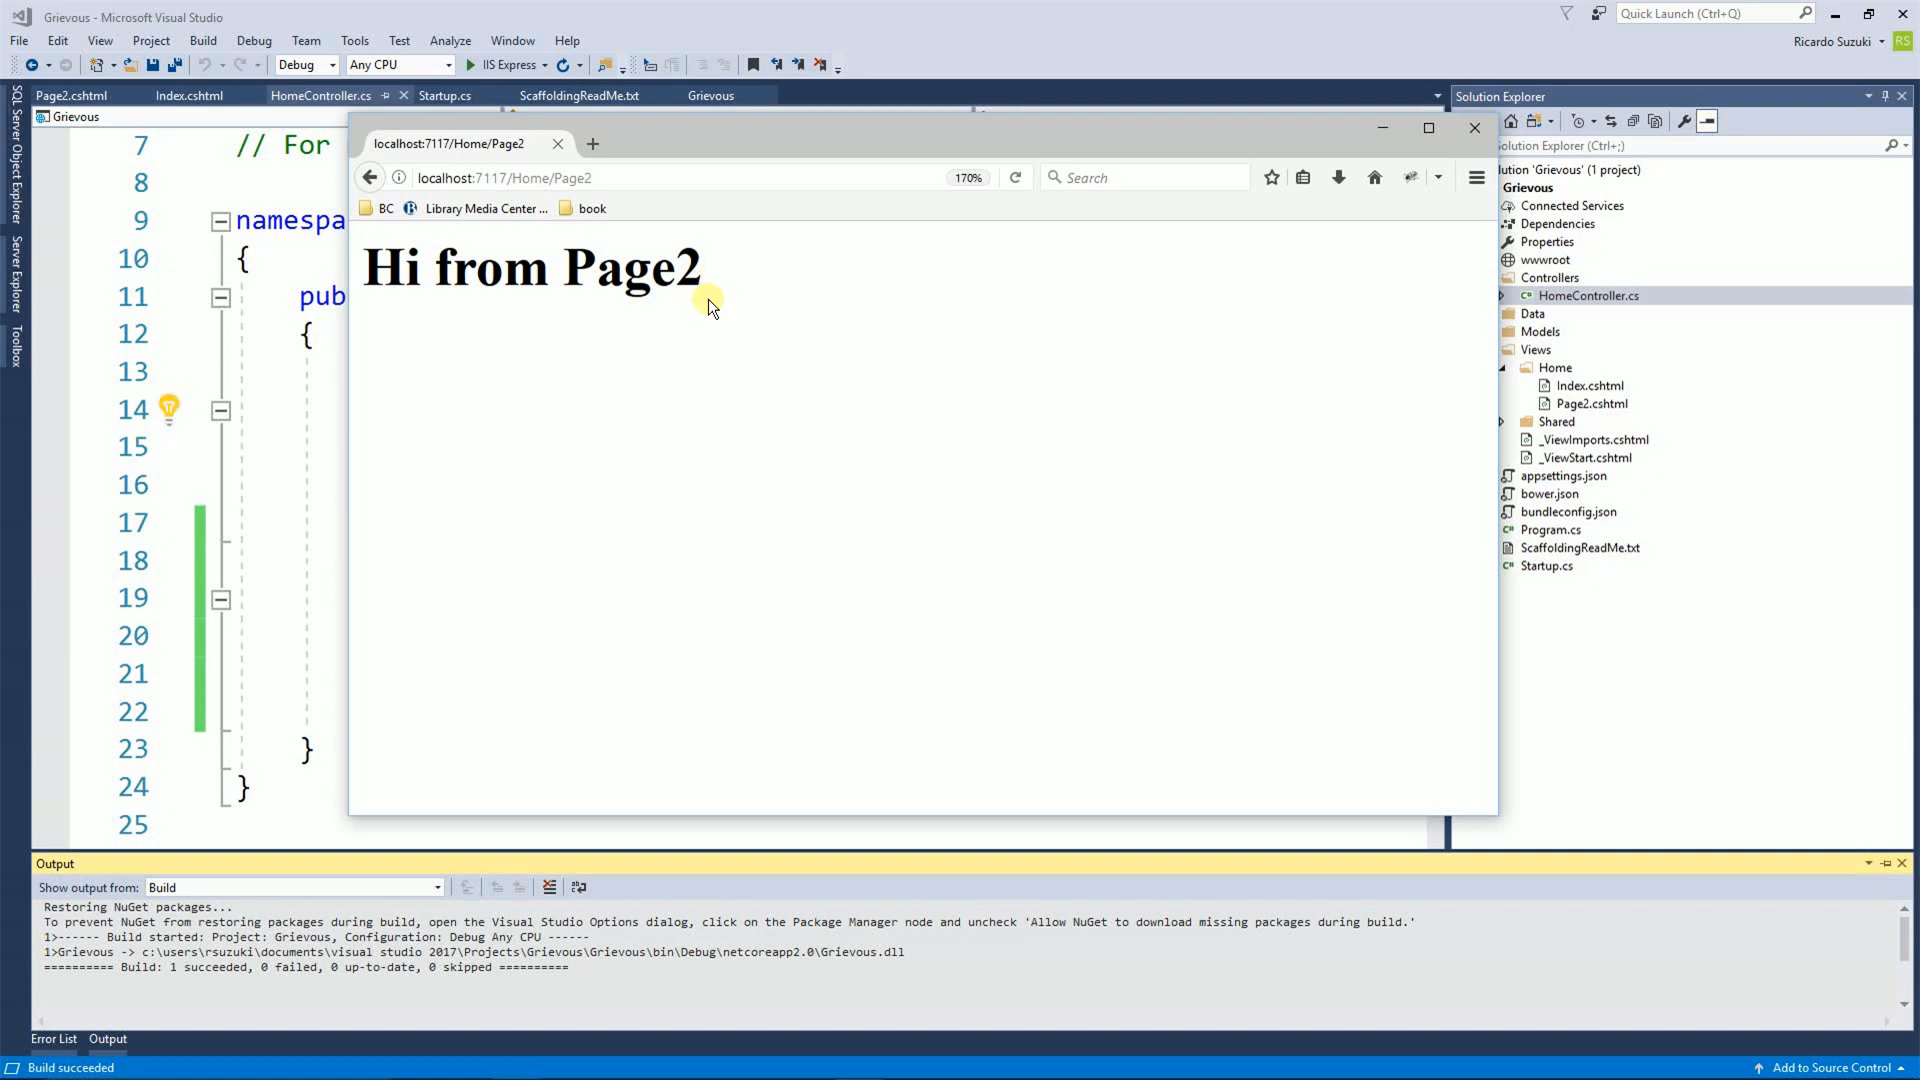 Grievous - Microsoft Visual Studio
Quick Launch (Ctrl+Q)
File Edit View Project Build Debug Team Tools Test Analyze Window Help
Ricardo Suzuki RS
Debug Any CPU IIS Express
Page2.cshtml Index.cshtml HomeController.cs Startup.cs ScaffoldingReadMe.txt Grievous
Grievous
SQL Server Object Explorer
Server Explorer
Toolbox
7 // For
8
9 namespa
10 {
11 pub
12 {
13
14
15
16
17
18
19
20
21
22
23 }
24 }
25
localhost:7117/Home/Page2
localhost:7117/Home/Page2 170% Search
BC Library Media Center ... book
Hi from Page2
Solution Explorer
olution Explorer (Ctrl+;)
lution 'Grievous' (1 project)
Grievous
Connected Services
Dependencies
Properties
wwwroot
Controllers
C# HomeController.cs
Data
Models
Views
Home
Index.cshtml
Page2.cshtml
Shared
_ViewImports.cshtml
_ViewStart.cshtml
appsettings.json
bower.json
bundleconfig.json
C# Program.cs
ScaffoldingReadMe.txt
C# Startup.cs
Output
Show output from: Build
Restoring NuGet packages...
To prevent NuGet from restoring packages during build, open the Visual Studio Options dialog, click on the Package Manager node and uncheck 'Allow NuGet to download missing packages during build.'
1>------ Build started: Project: Grievous, Configuration: Debug Any CPU ------
1>Grievous -> c:\users\rsuzuki\documents\visual studio 2017\Projects\Grievous\Grievous\bin\Debug\netcoreapp2.0\Grievous.dll
========== Build: 1 succeeded, 0 failed, 0 up-to-date, 0 skipped ==========
Error List Output
Build succeeded
Add to Source Control